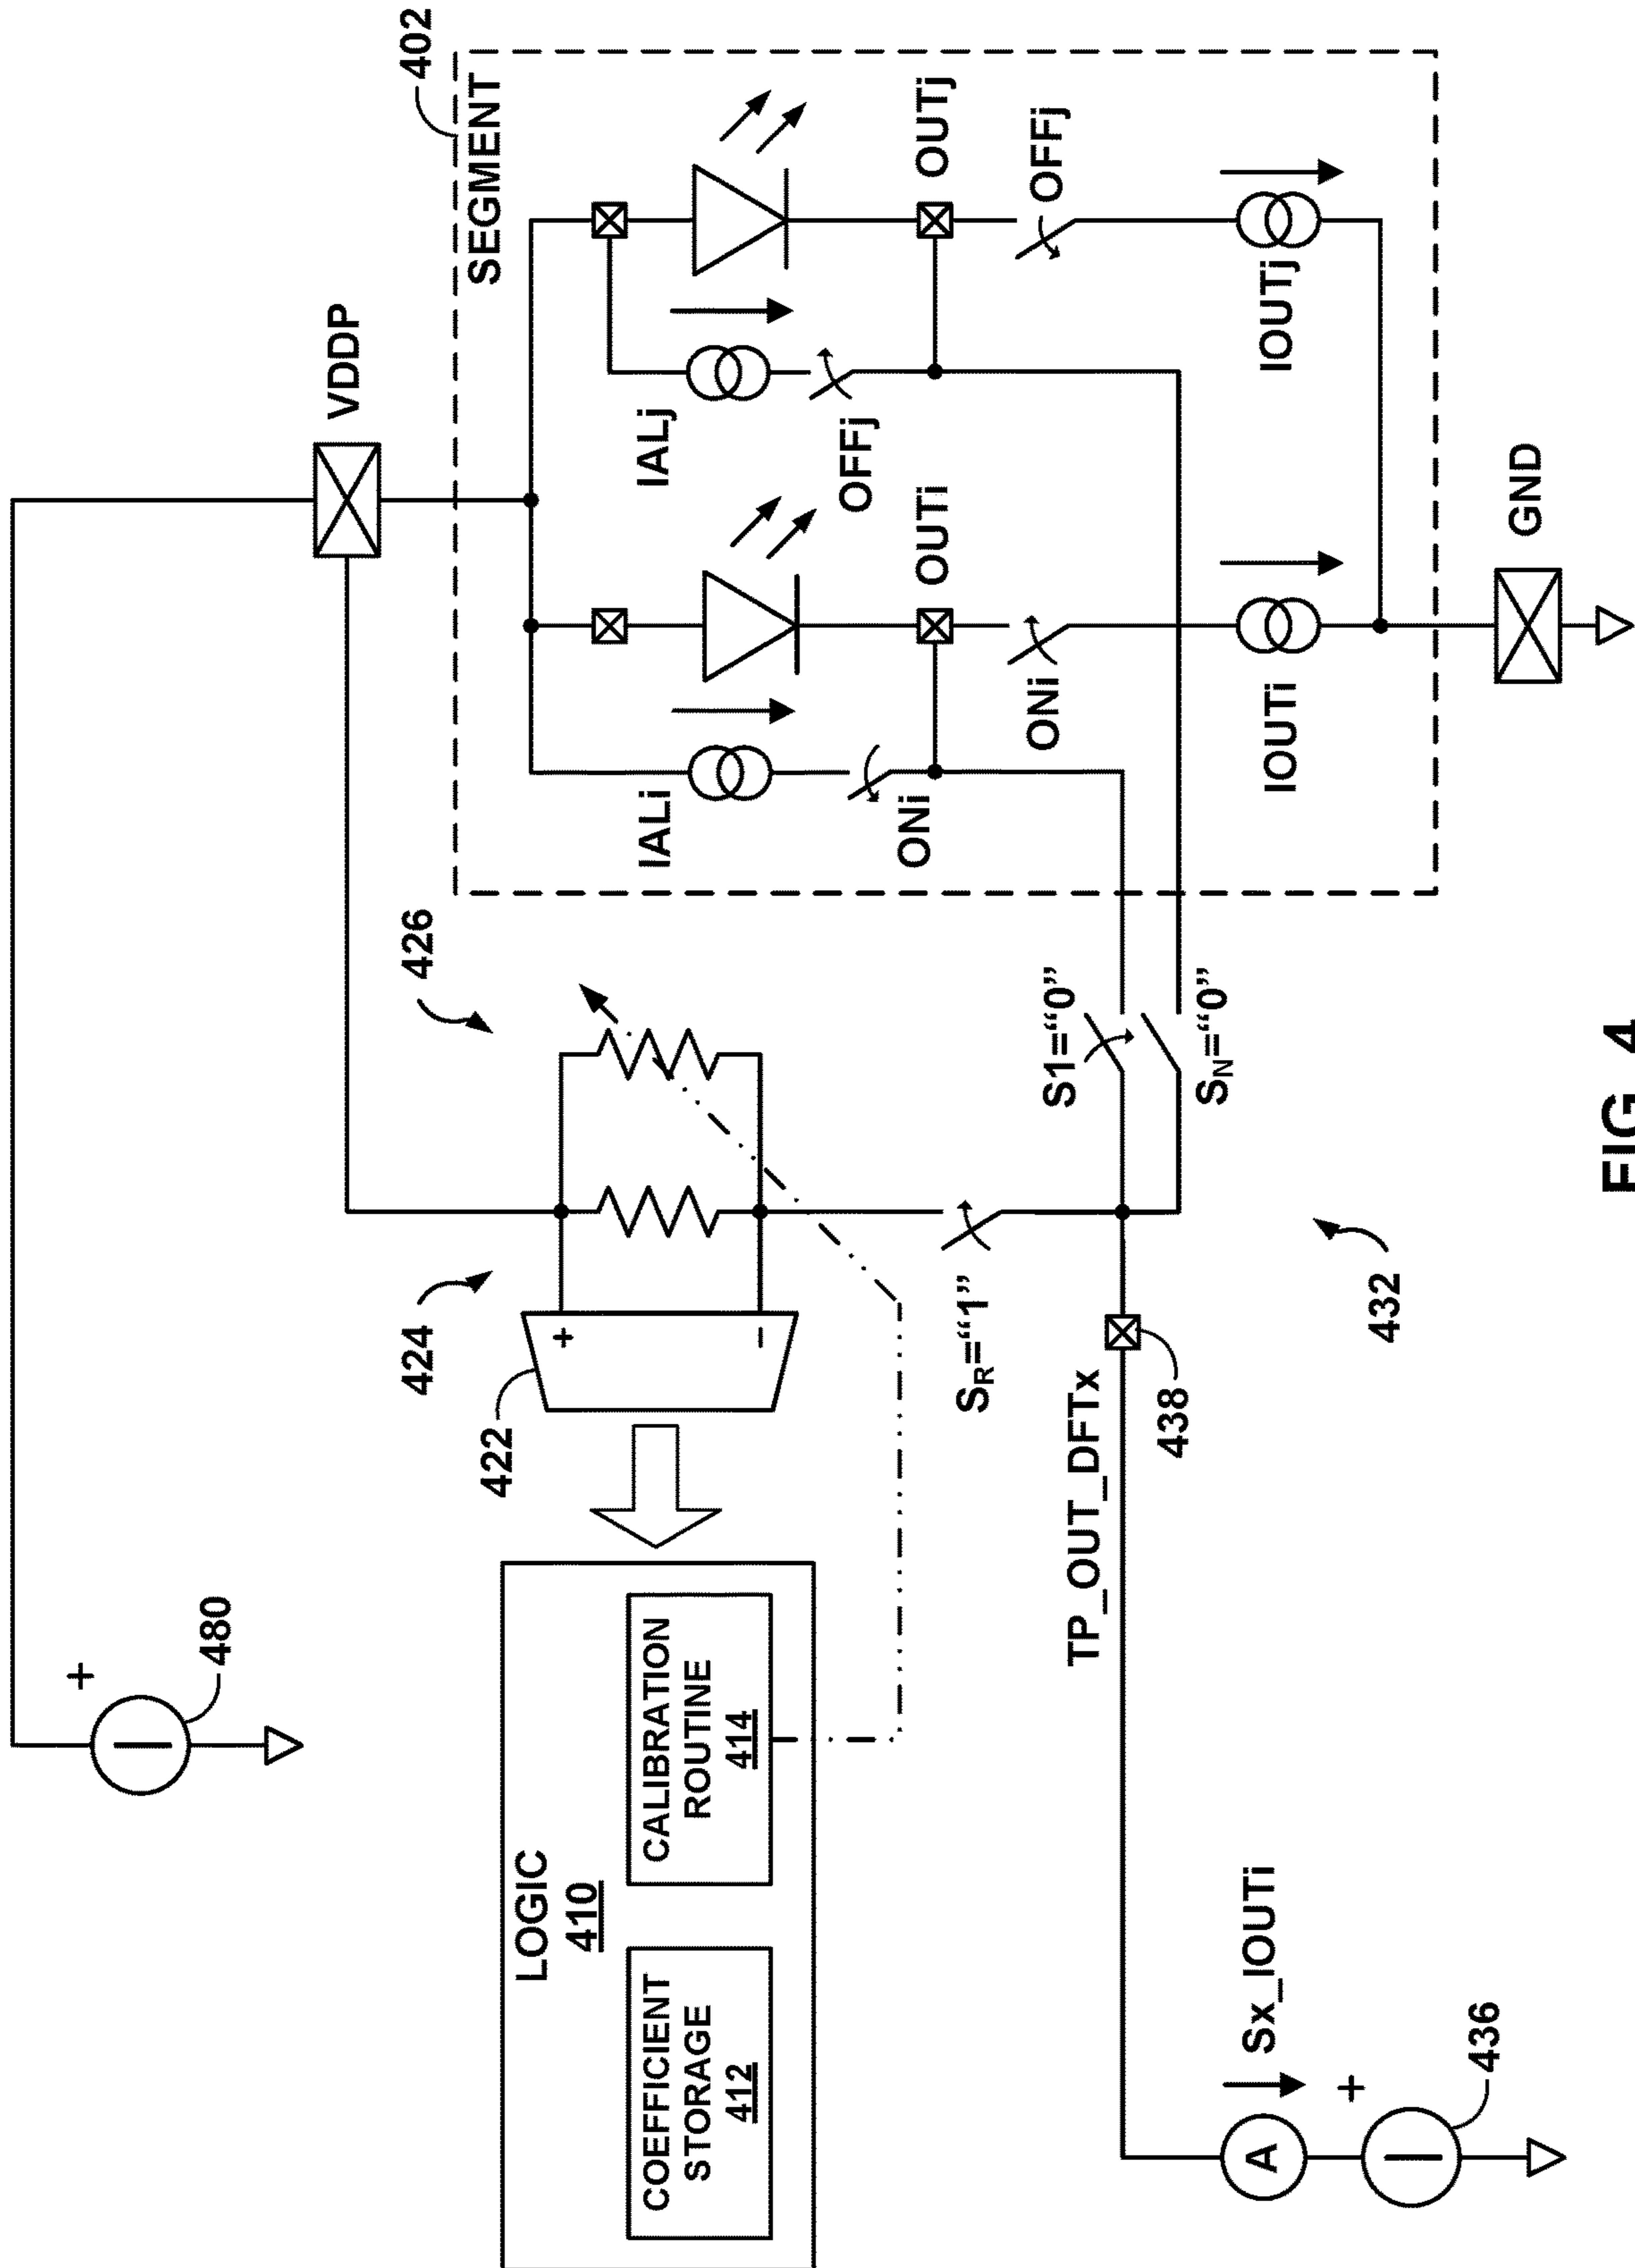 480
+
VDDP
402
SEGMENT
426
424
422
+
−
LOGIC
410
COEFFICIENT
STORAGE
412
CALIBRATION
ROUTINE
414
IALi
ONi
OUTi
ONi
IOUTi
IALj
OFFj
OUTj
OFFj
IOUTj
GND
SR="1"
S1="0"
SN="0"
432
TP_OUT_DFTx
438
Sx_IOUTi
A
+
436
FIG. 4